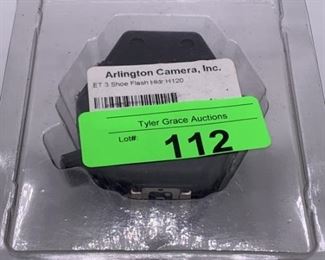 Arlington Camera, Inc.
ET 3 Shoe Flash Hldr H120
Tyler Grace Auctions
Lot#:
112